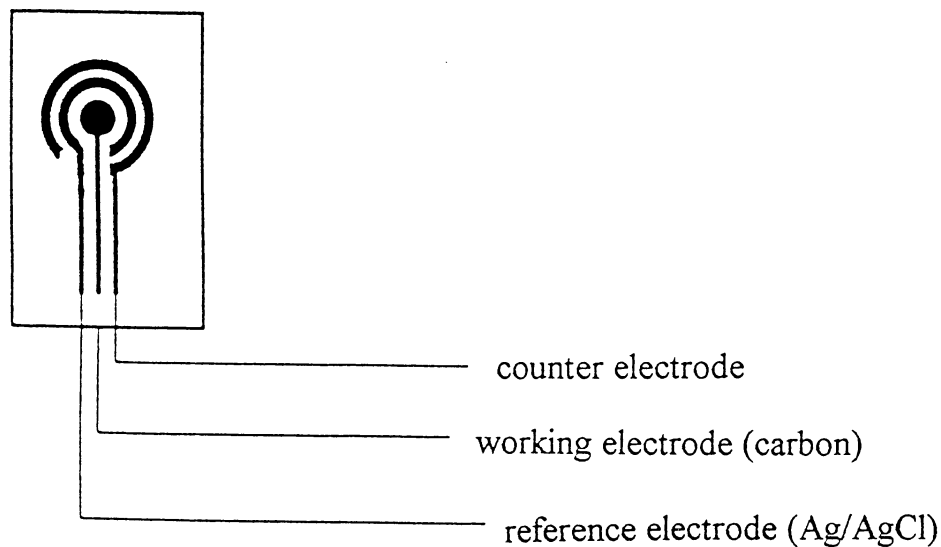 counter electrode
working electrode (carbon)
reference electrode (Ag/AgCl)